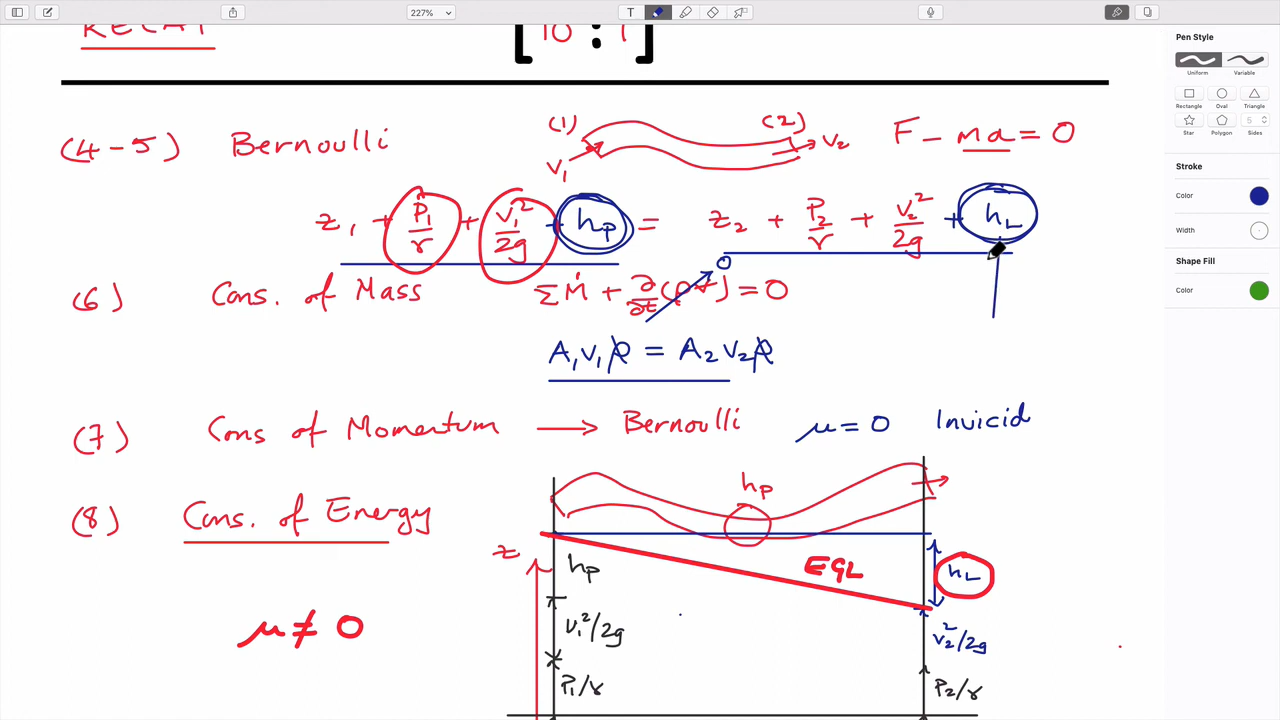 227%
T
RECAP
[10 : 1]
Pen Style
Uniform Variable
Rectangle Oval Triangle
Star Polygon 5 Sides
Stroke
Color
Width
Shape Fill
Color
(4-5) Bernoulli (1) (2) V₁ V₂ F - ma = 0
z₁ + P₁/γ + V₁²/2g + hp = z₂ + P₂/γ + V₂²/2g + hL
(6) Cons. of Mass ΣṀ + ∂/∂t(ρ∀) = 0
0
A₁V₁ρ = A₂V₂ρ
(7) Cons of Momentum → Bernoulli μ = 0 Invicid
(8) Cons. of Energy
hp
z
hp
EGL
hL
μ ≠ 0
V₁²/2g
V₂²/2g
P₁/γ
P₂/γ